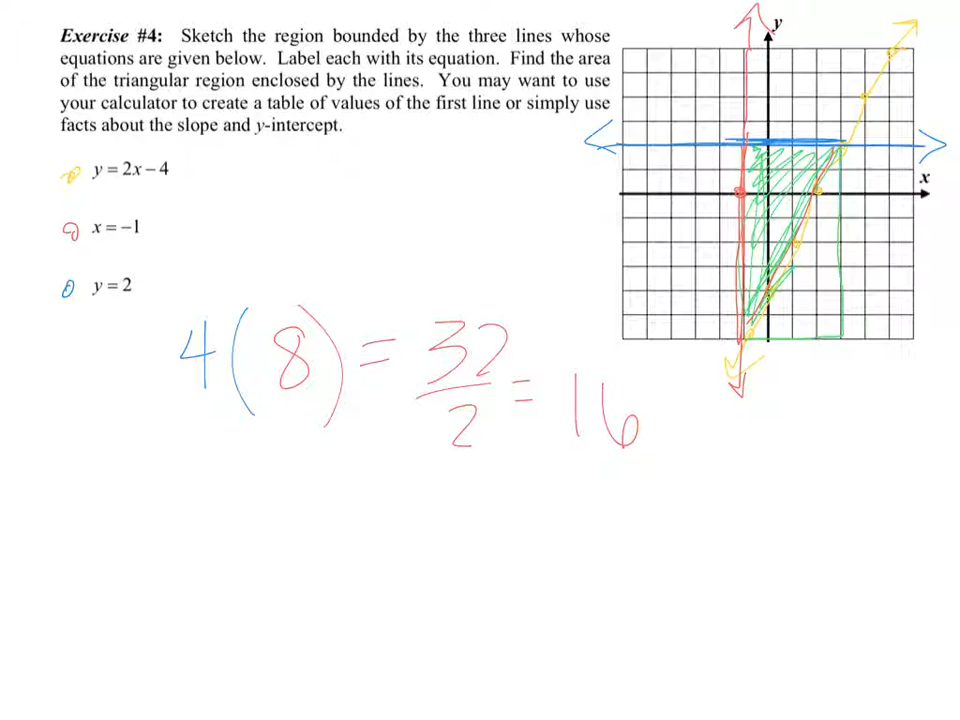 Exercise #4: Sketch the region bounded by the three lines whose
equations are given below. Label each with its equation. Find the area
of the triangular region enclosed by the lines. You may want to use
your calculator to create a table of values of the first line or simply use
facts about the slope and y-intercept.
y = 2x − 4
x = −1
y = 2
y
x
4(8) = 32/2 = 16